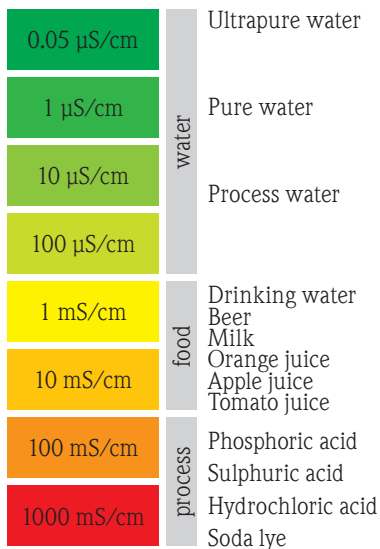 0.05 µS/cm
1 µS/cm
10 µS/cm
100 µS/cm
1 mS/cm
10 mS/cm
100 mS/cm
1000 mS/cm
water
food
process
Ultrapure water
Pure water
Process water
Drinking water
Beer
Milk
Orange juice
Apple juice
Tomato juice
Phosphoric acid
Sulphuric acid
Hydrochloric acid
Soda lye